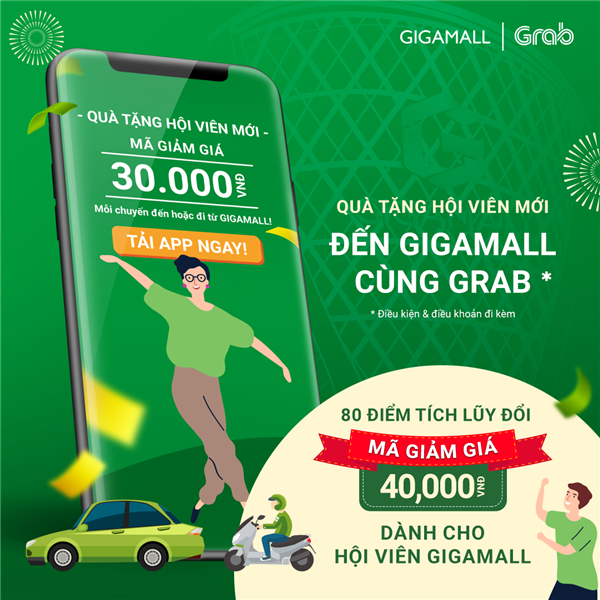 GIGAMALL | Grab
- QUÀ TẶNG HỘI VIÊN MỚI -
MÃ GIẢM GIÁ
30.000 VNĐ
Mỗi chuyến đến hoặc đi từ GIGAMALL!
TẢI APP NGAY!
QUÀ TẶNG HỘI VIÊN MỚI
ĐẾN GIGAMALL
CÙNG GRAB *
* Điều kiện & điều khoản đi kèm
80 ĐIỂM TÍCH LŨY ĐỔI
MÃ GIẢM GIÁ
40,000 VNĐ
DÀNH CHO
HỘI VIÊN GIGAMALL